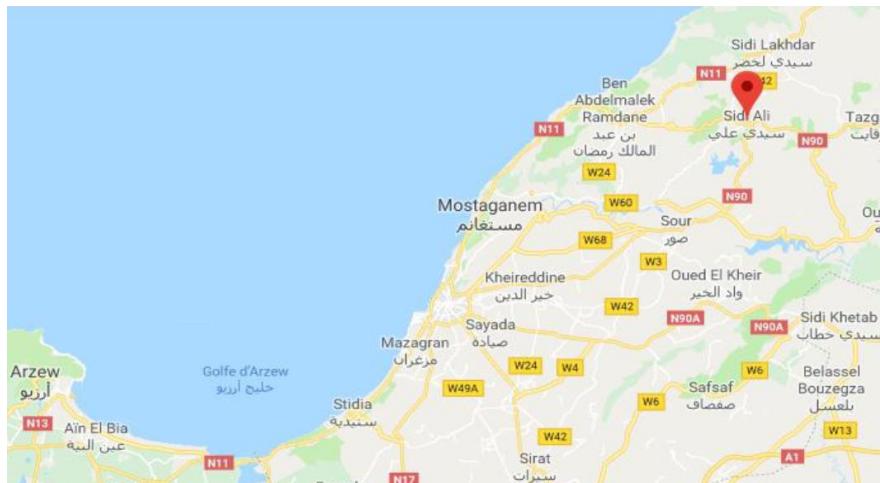 Sidi Lakhdar
سيدي لخضر
N11
42
Ben
Abdelmalek
Ramdane
بن عبد
المالك رمضان
Sidi Ali
سيدي علي
N11
N90
W24
N90
Mostaganem
مستغانم
W60
Sour
صور
W68
W3
Kheireddine
خير الدين
Oued El Kheir
واد الخير
W42
N90A
N90A
Sidi Khetab
سيدي خطاب
Sayada
صيادة
Mazagran
مزغران
Arzew
أرزيو
Golfe d'Arzew
خليج أرزيو
W24
W4
W6
Belassel
Bouzegza
بلعسل
W49A
Safsaf
صفصاف
W6
Stidia
ستيدية
N13
Aïn El Bia
عين البية
W42
W13
N11
Sirat
سيرات
A1
N17